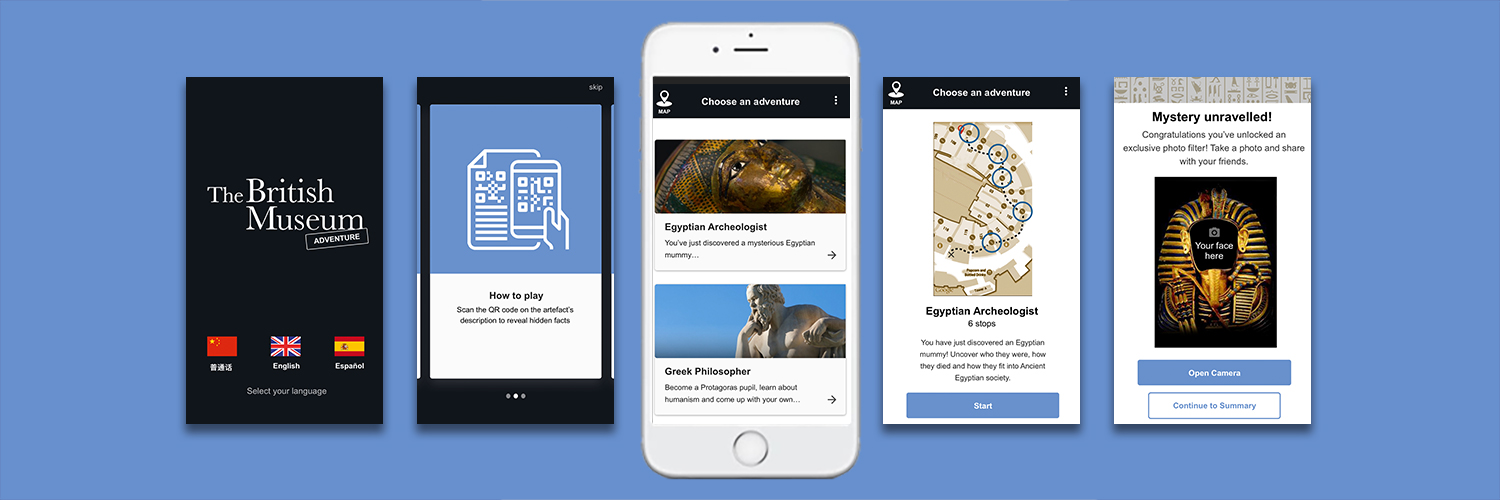 The British
Museum
ADVENTURE
普通话
English
Español
Select your language
skip
How to play
Scan the QR code on the artefact's
description to reveal hidden facts
MAP
Choose an adventure
Egyptian Archeologist
You've just discovered a mysterious Egyptian
mummy…
Greek Philosopher
Become a Protagoras pupil, learn about
humanism and come up with your own…
MAP
Choose an adventure
Egyptian Archeologist
6 stops
You have just discovered an Egyptian
mummy! Uncover who they were, how
they died and how they fit into Ancient
Egyptian society.
Start
Mystery unravelled!
Congratulations you've unlocked an
exclusive photo filter! Take a photo and share
with your friends.
Your face
here
Open Camera
Continue to Summary